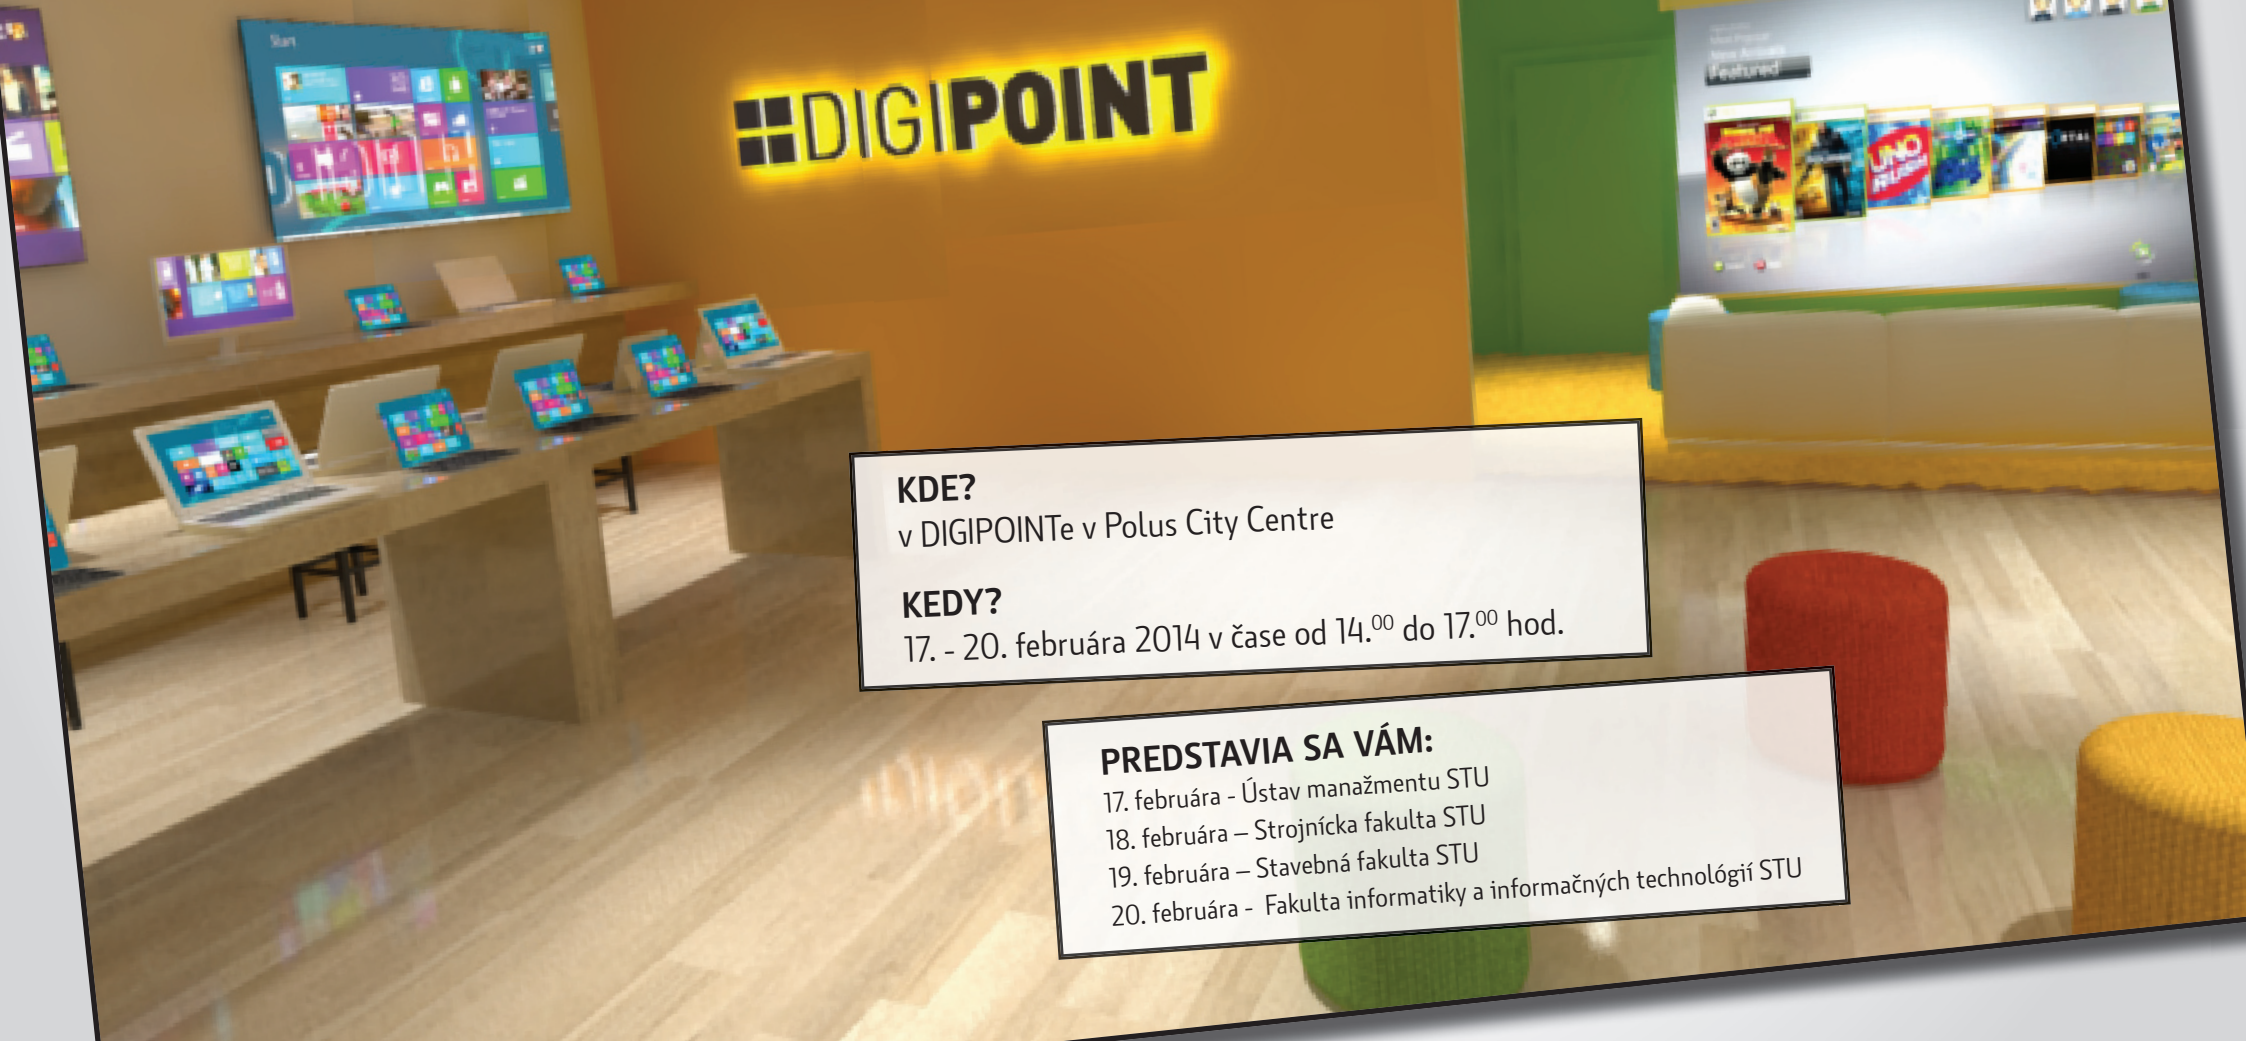 Start
DIGIPOINT
Featured
UNO
RUSH
KDE?
v DIGIPOINTe v Polus City Centre
KEDY?
17. - 20. februára 2014 v čase od 14.00 do 17.00 hod.
PREDSTAVIA SA VÁM:
17. februára - Ústav manažmentu STU
18. februára – Strojnícka fakulta STU
19. februára – Stavebná fakulta STU
20. februára - Fakulta informatiky a informačných technológií STU